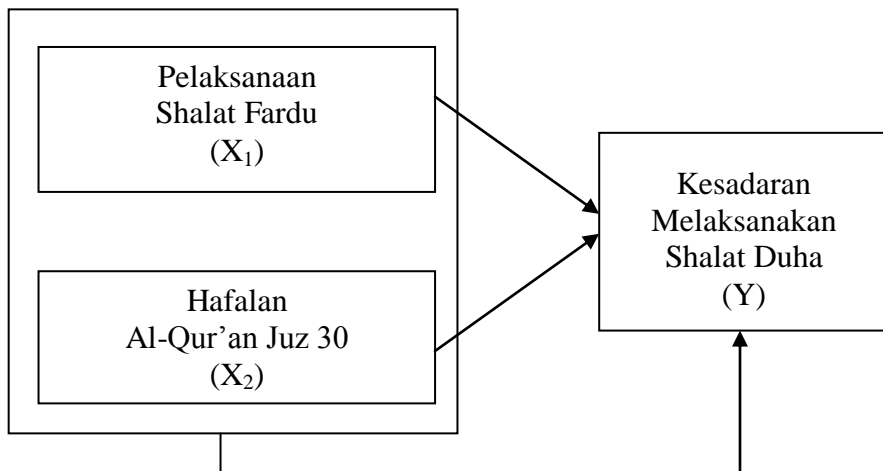 Pelaksanaan
Shalat Fardu
(X₁)
Hafalan
Al-Qur’an Juz 30
(X₂)
Kesadaran
Melaksanakan
Shalat Duha
(Y)